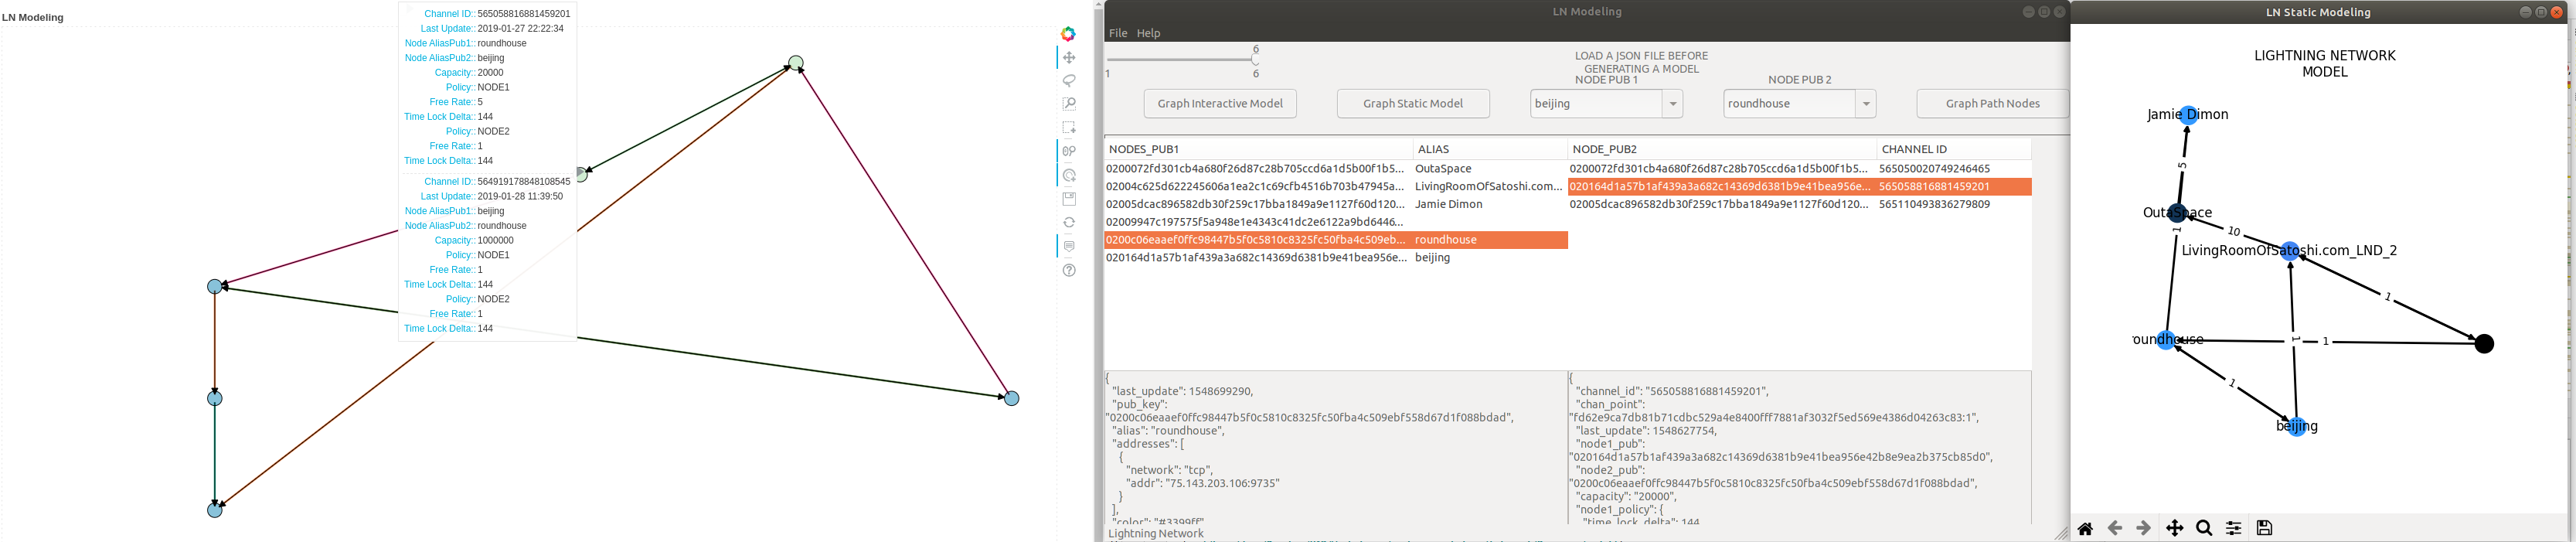 LN Modeling
Channel ID:: 565058816881459201
Last Update:: 2019-01-27 22:22:34
Node AliasPub1:: roundhouse
Node AliasPub2:: beijing
Capacity:: 20000
Policy:: NODE1
Free Rate:: 5
Time Lock Delta:: 144
Policy:: NODE2
Free Rate:: 1
Time Lock Delta:: 144
Channel ID:: 564919178848108545
Last Update:: 2019-01-28 11:39:50
Node AliasPub1:: beijing
Node AliasPub2:: roundhouse
Capacity:: 1000000
Policy:: NODE1
Free Rate:: 1
Time Lock Delta:: 144
Policy:: NODE2
Free Rate:: 1
Time Lock Delta:: 144
LN Modeling
File Help
6
1 6
LOAD A JSON FILE BEFORE
GENERATING A MODEL
NODE PUB 1 NODE PUB 2
Graph Interactive Model Graph Static Model beijing roundhouse Graph Path Nodes
NODES_PUB1 ALIAS NODE_PUB2 CHANNEL ID
0200072fd301cb4a680f26d87c28b705ccd6a1d5b00f1b5... OutaSpace 0200072fd301cb4a680f26d87c28b705ccd6a1d5b00f1b5... 565050020749246465
02004c625d622245606a1ea2c1c69cfb4516b703b47945a... LivingRoomOfSatoshi.com... 020164d1a57b1af439a3a682c14369d6381b9e41bea956e... 565058816881459201
02005dcac896582db30f259c17bba1849a9e1127f60d120... Jamie Dimon 02005dcac896582db30f259c17bba1849a9e1127f60d120... 565110493836279809
02009947c197575f5a948e1e4343c41dc2e6122a9bd6446...
0200c06eaaef0ffc98447b5f0c5810c8325fc50fba4c509eb... roundhouse
020164d1a57b1af439a3a682c14369d6381b9e41bea956e... beijing
{
"last_update": 1548699290,
"pub_key":
"0200c06eaaef0ffc98447b5f0c5810c8325fc50fba4c509ebf558d67d1f088bdad",
"alias": "roundhouse",
"addresses": [
{
"network": "tcp",
"addr": "75.143.203.106:9735"
}
],
"color": "#3399ff"
{
"channel_id": "565058816881459201",
"chan_point":
"fd62e9ca7db81b71cdbc529a4e8400fff7881af3032f5ed569e4386d04263c83:1",
"last_update": 1548627754,
"node1_pub":
"020164d1a57b1af439a3a682c14369d6381b9e41bea956e42b8e9ea2b375cb85d0",
"node2_pub":
"0200c06eaaef0ffc98447b5f0c5810c8325fc50fba4c509ebf558d67d1f088bdad",
"capacity": "20000",
"node1_policy": {
"time_lock_delta": 144
Lightning Network
LN Static Modeling
LIGHTNING NETWORK
MODEL
Jamie Dimon
5
OutaSpace
1
10
LivingRoomOfSatoshi.com_LND_2
1
oundhouse
1
1
1
beijing